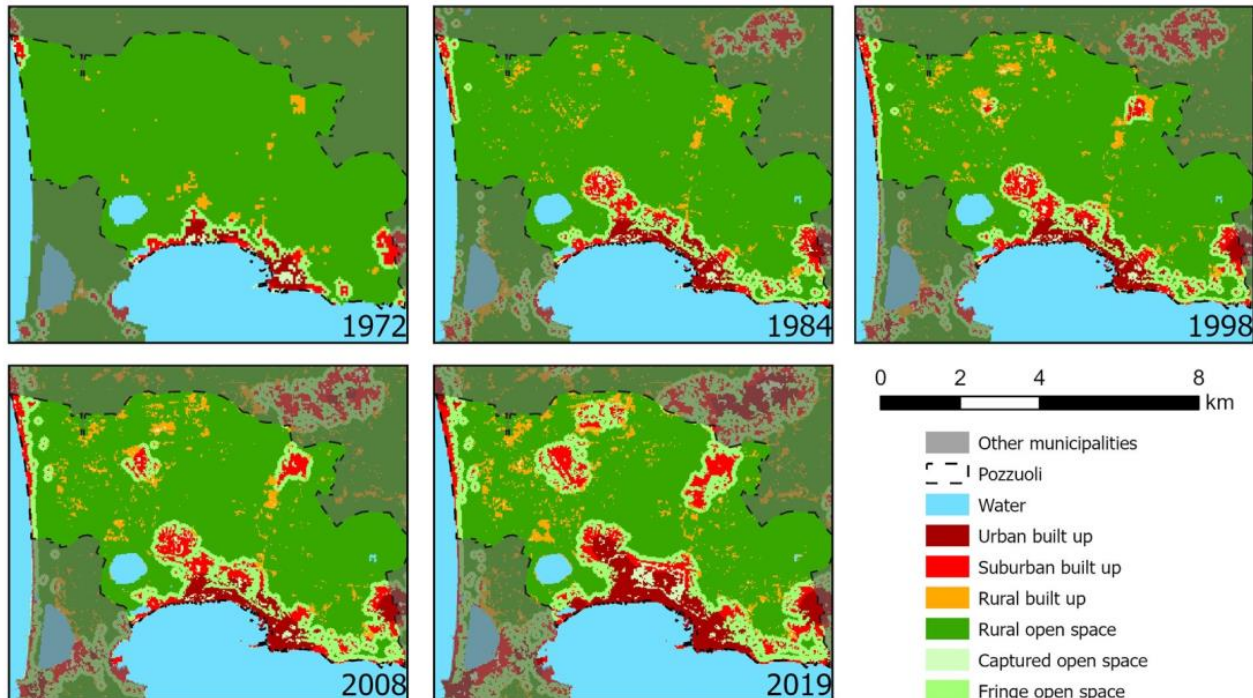 1972
1984
1998
2008
2019
0 2 4 8
km
Other municipalities
Pozzuoli
Water
Urban built up
Suburban built up
Rural built up
Rural open space
Captured open space
Fringe open space